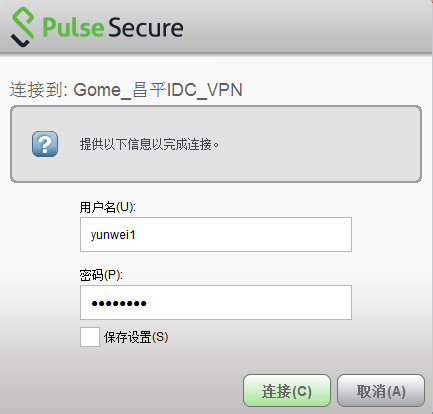 Pulse Secure
连接到: Gome_昌平IDC_VPN
提供以下信息以完成连接。
用户名(U):
yunwei1
密码(P):
●●●●●●●●
保存设置(S)
连接(C) 取消(A)